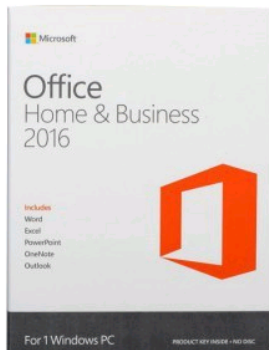 Microsoft
Office
Home & Business
2016
Includes
Word
Excel
PowerPoint
OneNote
Outlook
For 1 Windows PC
PRODUCT KEY INSIDE • NO DISC